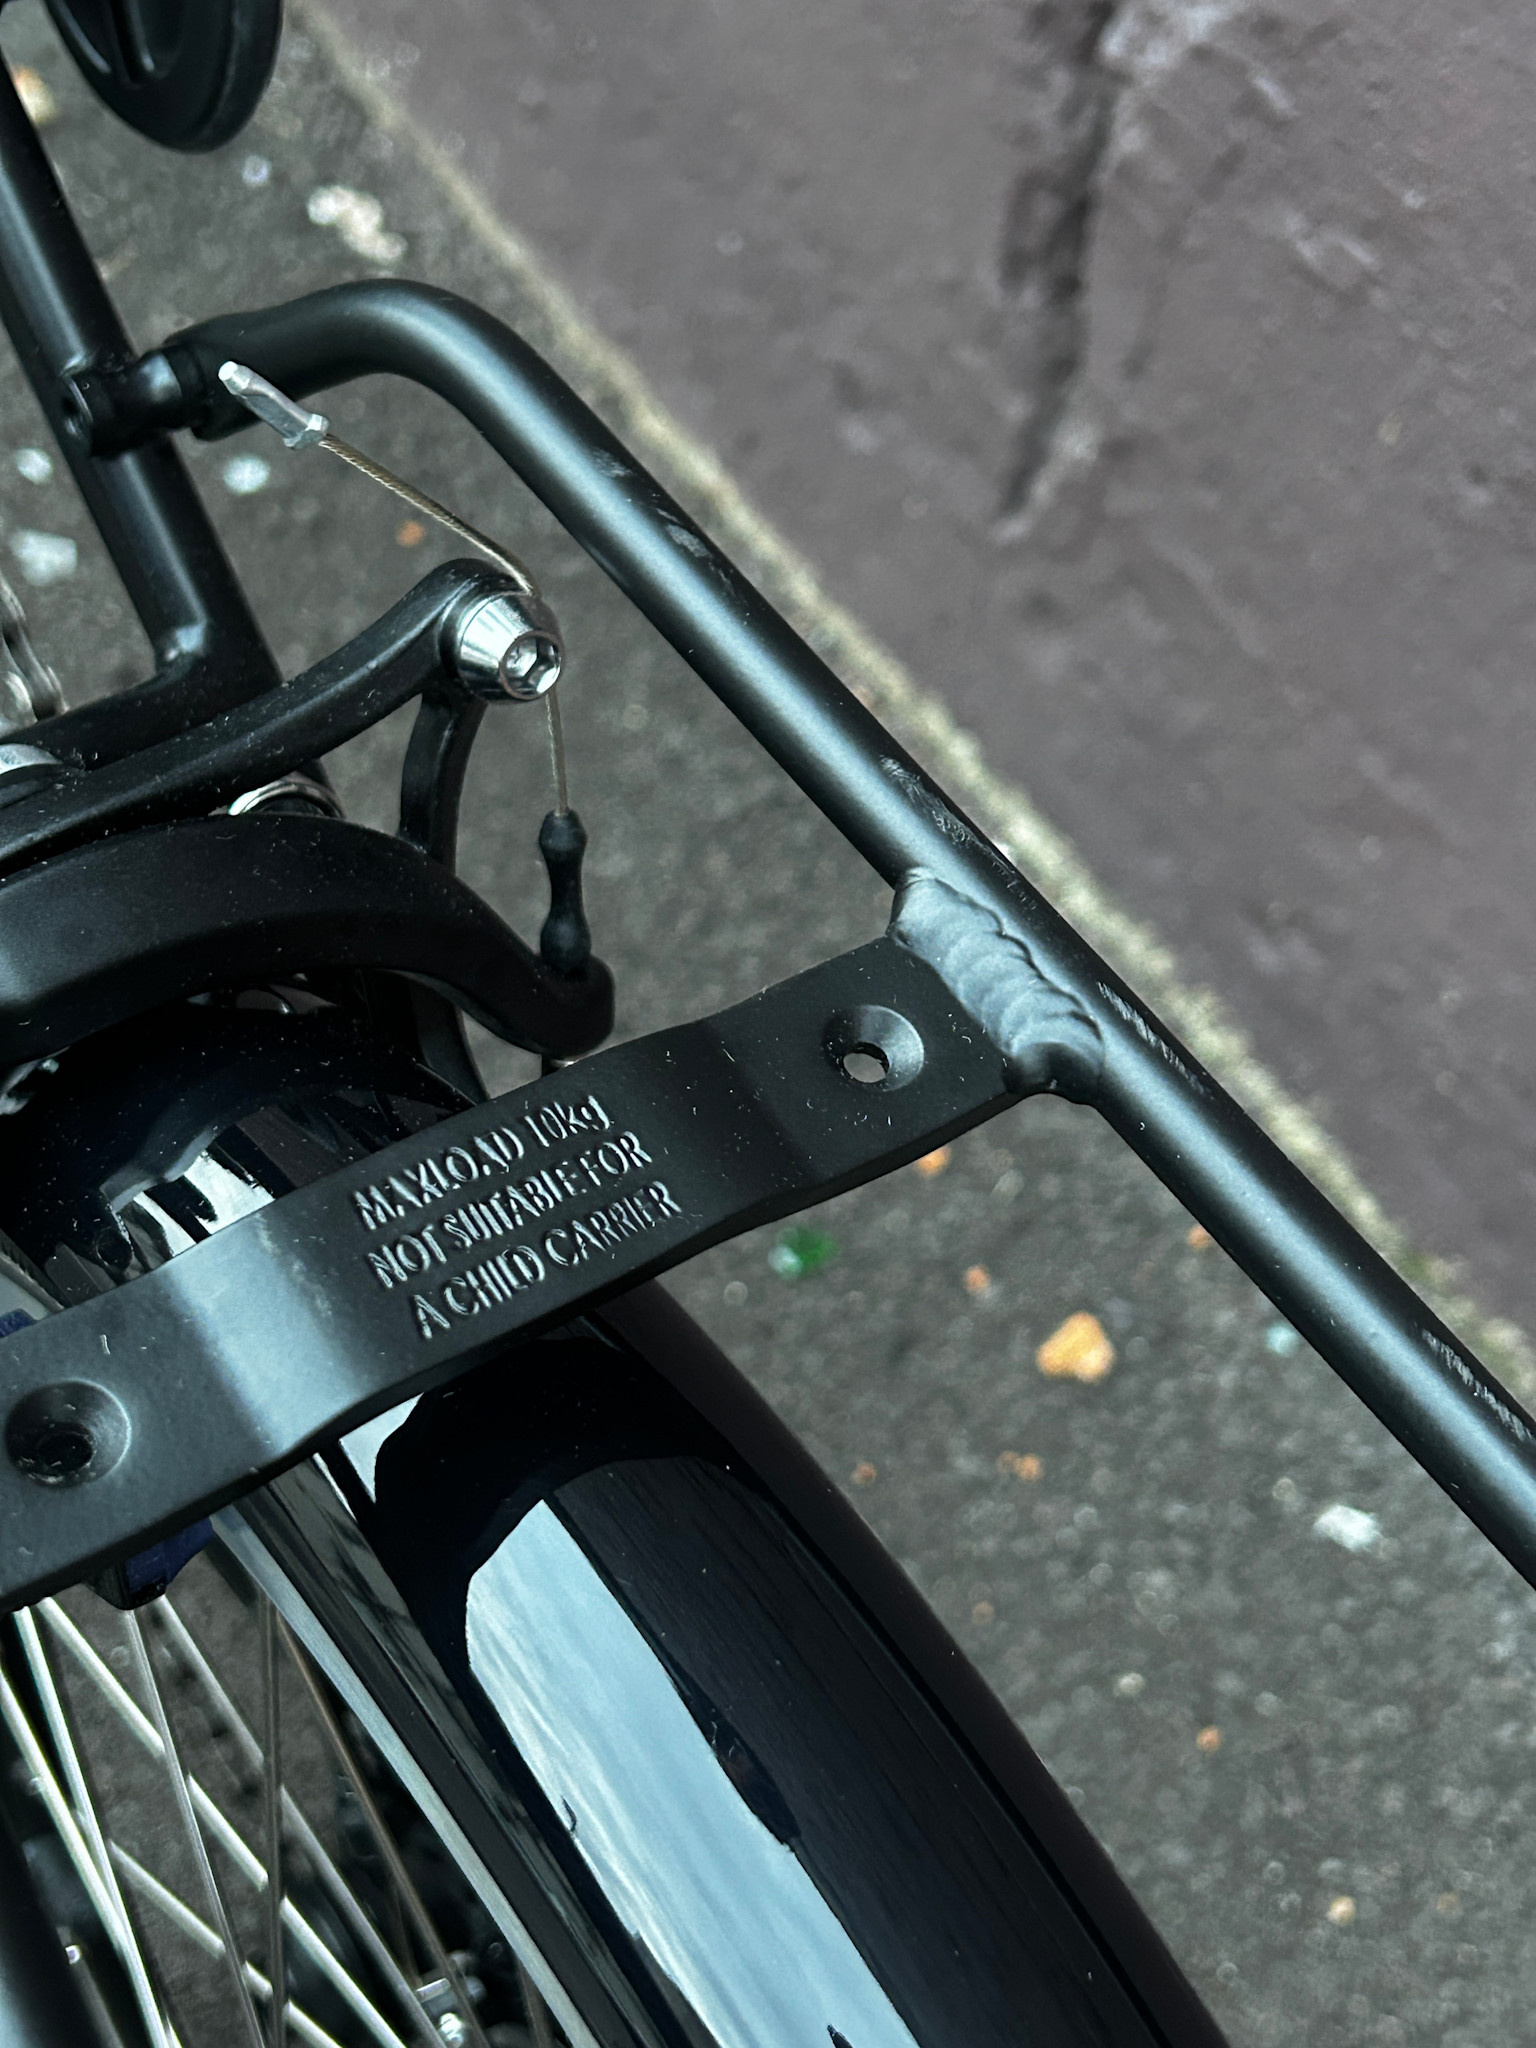 MAXLOAD 10kg
NOT SUITABLE FOR
A CHILD CARRIER